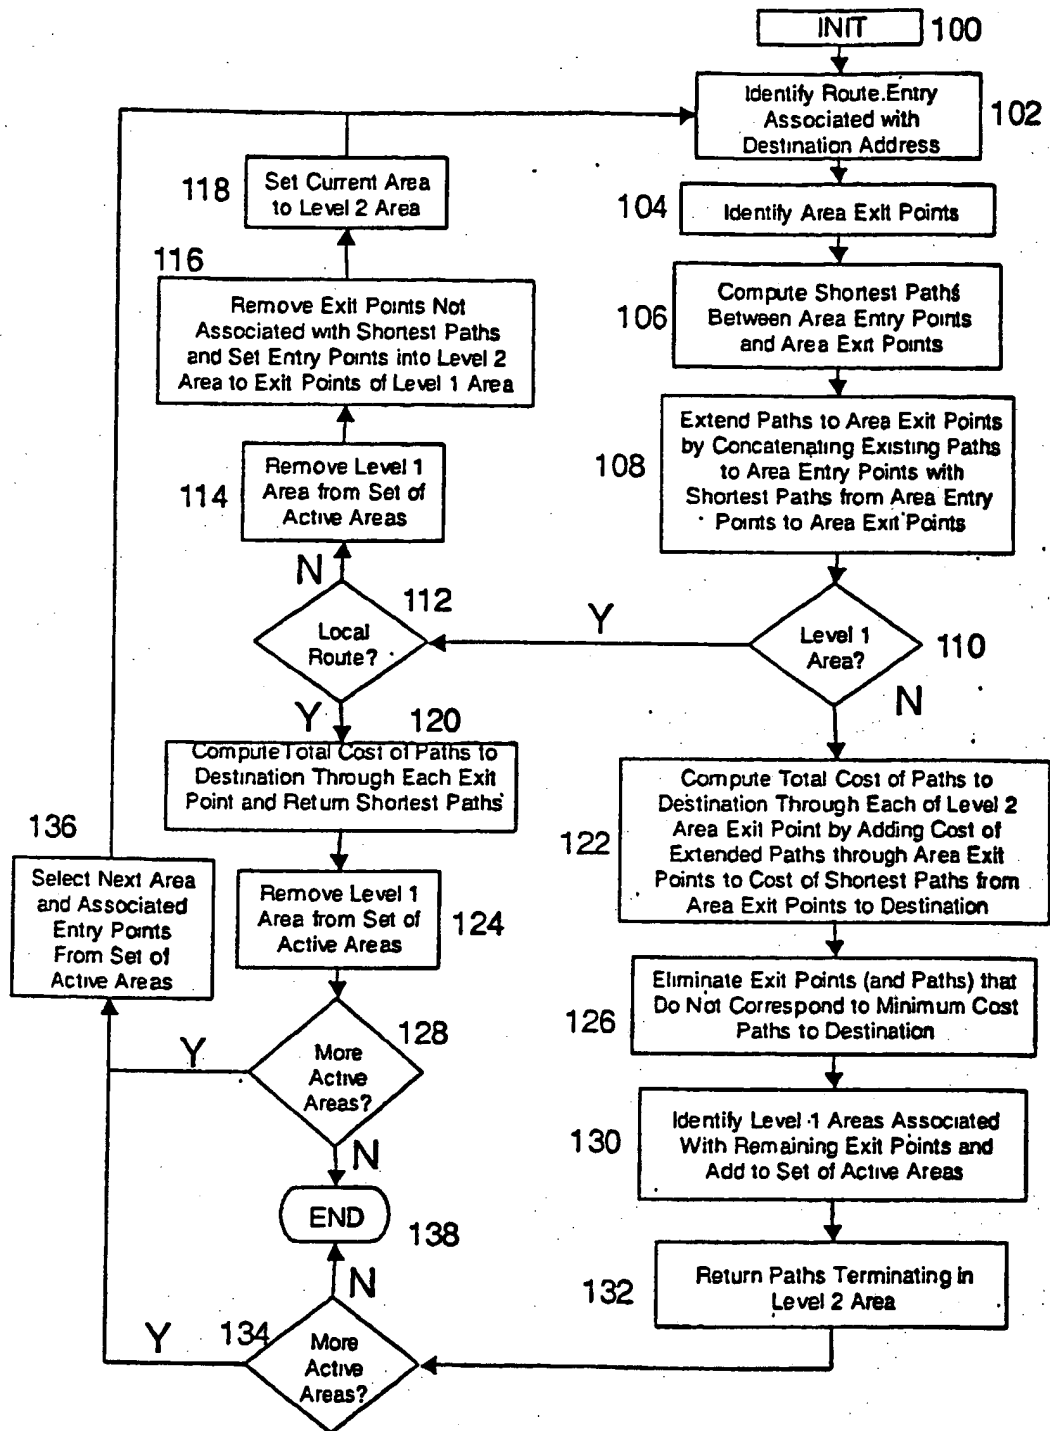 INIT
100
Identify Route.Entry
Associated with
Destination Address
102
104
Identify Area Exit Points
106
Compute Shortest Paths
Between Area Entry Points
and Area Exit Points
108
Extend Paths to Area Exit Points
by Concatenating Existing Paths
to Area Entry Points with
Shortest Paths from Area Entry
Points to Area Exit Points
Level 1
Area?
110
Y
N
112
Local
Route?
N
Y
114
Remove Level 1
Area from Set of
Active Areas
116
Remove Exit Points Not
Associated with Shortest Paths
and Set Entry Points into Level 2
Area to Exit Points of Level 1 Area
118
Set Current Area
to Level 2 Area
120
Compute Total Cost of Paths to
Destination Through Each Exit
Point and Return Shortest Paths
122
Compute Total Cost of Paths to
Destination Through Each of Level 2
Area Exit Point by Adding Cost of
Extended Paths through Area Exit
Points to Cost of Shortest Paths from
Area Exit Points to Destination
Remove Level 1
Area from Set of
Active Areas
124
126
Eliminate Exit Points (and Paths) that
Do Not Correspond to Minimum Cost
Paths to Destination
128
More
Active
Areas?
Y
N
130
Identify Level 1 Areas Associated
With Remaining Exit Points and
Add to Set of Active Areas
132
Return Paths Terminating in
Level 2 Area
134
More
Active
Areas?
Y
N
136
Select Next Area
and Associated
Entry Points
From Set of
Active Areas
END
138